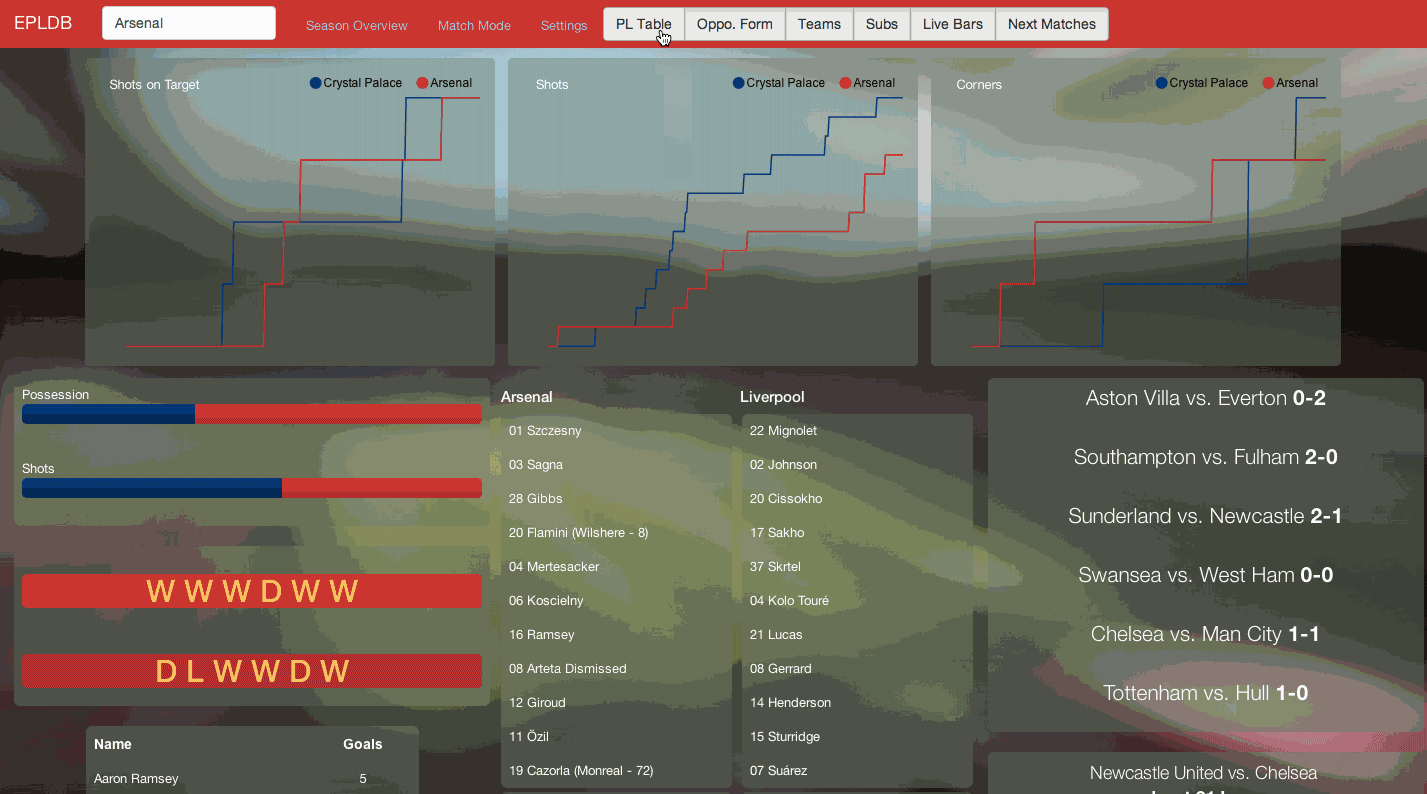 EPLDB
Arsenal
Season Overview
Match Mode
Settings
PL Table
Oppo. Form
Teams
Subs
Live Bars
Next Matches
Shots on Target
Crystal Palace
Arsenal
Shots
Crystal Palace
Arsenal
Corners
Crystal Palace
Arsenal
Possession
Shots
W W W D W W
D L W W D W
Name Goals
Aaron Ramsey 5
Arsenal
01 Szczesny
03 Sagna
28 Gibbs
20 Flamini (Wilshere - 8)
04 Mertesacker
06 Koscielny
16 Ramsey
08 Arteta Dismissed
12 Giroud
11 Özil
19 Cazorla (Monreal - 72)
Liverpool
22 Mignolet
02 Johnson
20 Cissokho
17 Sakho
37 Skrtel
04 Kolo Touré
21 Lucas
08 Gerrard
14 Henderson
15 Sturridge
07 Suárez
Aston Villa vs. Everton 0-2
Southampton vs. Fulham 2-0
Sunderland vs. Newcastle 2-1
Swansea vs. West Ham 0-0
Chelsea vs. Man City 1-1
Tottenham vs. Hull 1-0
Newcastle United vs. Chelsea